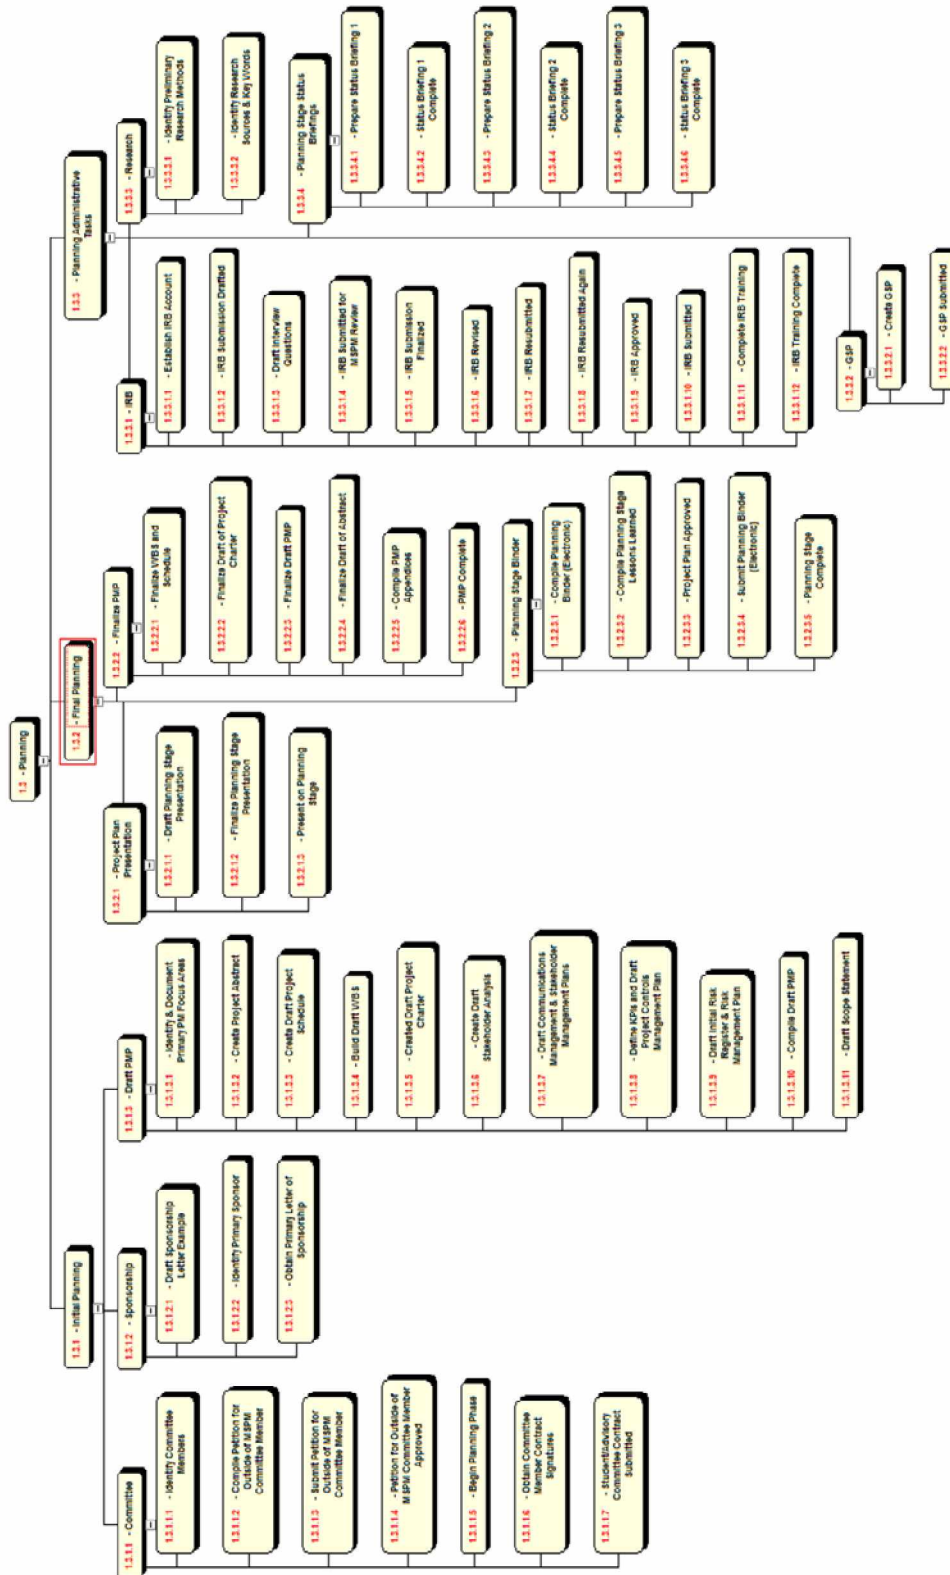 1.3 - Planning
1.3.1 - Initial Planning
1.3.1.1 - Committee
1.3.1.1.1 - Identify Committee
Members
1.3.1.1.2 - Compile Petition for
Outside of MSPM
Committee Member
1.3.1.1.3 - Submit Petition for
Outside of MSPM
Committee Member
1.3.1.1.4 - Petition for Outside of
MSPM Committee Member
Approved
1.3.1.1.5 - Begin Planning Phase
1.3.1.1.6 - Obtain Committee
Member Contract
Signatures
1.3.1.1.7 - Student/Advisory
Committee Contract
Submitted
1.3.1.2 - Sponsorship
1.3.1.2.1 - Draft Sponsorship
Letter Example
1.3.1.2.2 - Identify Primary Sponsor
1.3.1.2.3 - Obtain Primary Letter of
Sponsorship
1.3.1.3 - Draft PMP
1.3.1.3.1 - Identify & Document
Primary PM Focus Areas
1.3.1.3.2 - Create Project Abstract
1.3.1.3.3 - Create Draft Project
Schedule
1.3.1.3.4 - Build Draft WBS
1.3.1.3.5 - Created Draft Project
Charter
1.3.1.3.6 - Create Draft
Stakeholder Analysis
1.3.1.3.7 - Draft Communications
Management & Stakeholder
Management Plans
1.3.1.3.8 - Define KPIs and Draft
Project Controls
Management Plan
1.3.1.3.9 - Draft Initial Risk
Register & Risk
Management Plan
1.3.1.3.10 - Compile Draft PMP
1.3.1.3.11 - Draft Scope Statement
1.3.2 - Final Planning
1.3.2.1 - Project Plan
Presentation
1.3.2.1.1 - Draft Planning Stage
Presentation
1.3.2.1.2 - Finalize Planning Stage
Presentation
1.3.2.1.3 - Present on Planning
Stage
1.3.2.2 - Finalize PMP
1.3.2.2.1 - Finalize WBS and
Schedule
1.3.2.2.2 - Finalize Draft of Project
Charter
1.3.2.2.3 - Finalize Draft PMP
1.3.2.2.4 - Finalize Draft of Abstract
1.3.2.2.5 - Compile PMP
Appendices
1.3.2.2.6 - PMP Complete
1.3.2.3 - Planning Stage Binder
1.3.2.3.1 - Compile Planning
Binder (Electronic)
1.3.2.3.2 - Compile Planning Stage
Lessons Learned
1.3.2.3.3 - Project Plan Approved
1.3.2.3.4 - Submit Planning Binder
(Electronic)
1.3.2.3.5 - Planning Stage
Complete
1.3.3 - Planning Administrative
Tasks
1.3.3.1 - IRB
1.3.3.1.1 - Establish IRB Account
1.3.3.1.2 - IRB Submission Drafted
1.3.3.1.3 - Draft Interview
Questions
1.3.3.1.4 - IRB Submitted for
MSPM Review
1.3.3.1.5 - IRB Submission
Finalized
1.3.3.1.6 - IRB Revised
1.3.3.1.7 - IRB Resubmitted
1.3.3.1.8 - IRB Resubmitted Again
1.3.3.1.9 - IRB Approved
1.3.3.1.10 - IRB Submitted
1.3.3.1.11 - Complete IRB Training
1.3.3.1.12 - IRB Training Complete
1.3.3.3 - Research
1.3.3.3.1 - Identify Preliminary
Research Methods
1.3.3.3.2 - Identify Research
Sources & Key Words
1.3.3.4 - Planning Stage Status
Briefings
1.3.3.4.1 - Prepare Status Briefing 1
1.3.3.4.2 - Status Briefing 1
Complete
1.3.3.4.3 - Prepare Status Briefing 2
1.3.3.4.4 - Status Briefing 2
Complete
1.3.3.4.5 - Prepare Status Briefing 3
1.3.3.4.6 - Status Briefing 3
Complete
1.3.3.2 - GSP
1.3.3.2.1 - Create GSP
1.3.3.2.2 - GSP Submitted